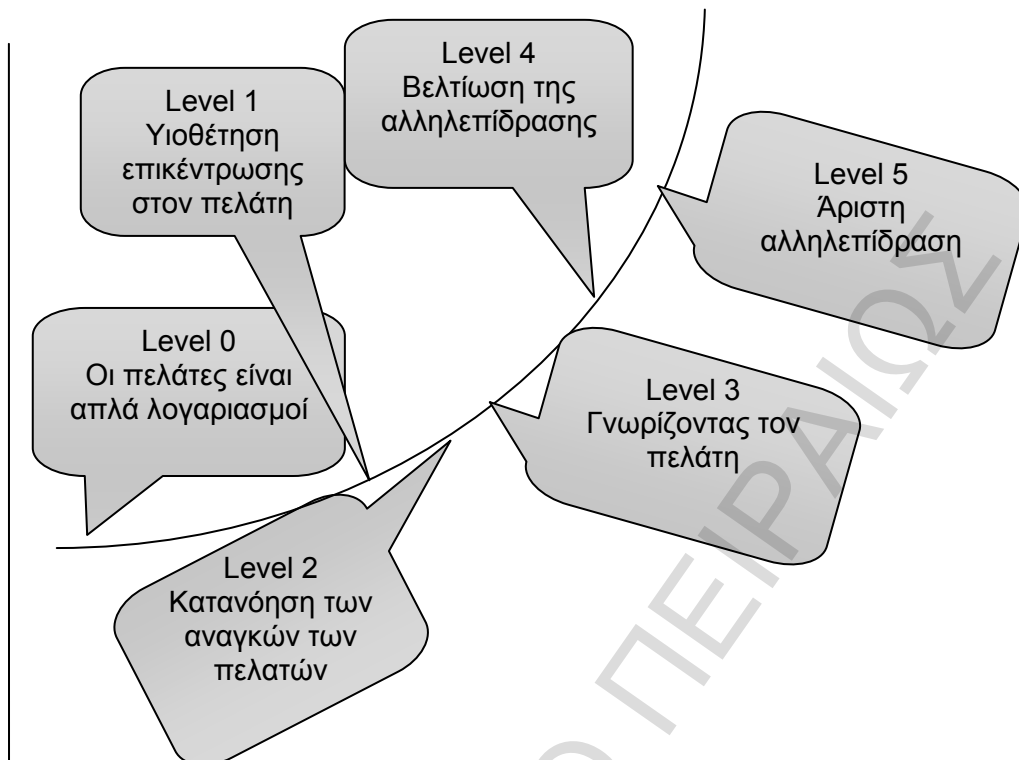 Level 0
Οι πελάτες είναι
απλά λογαριασμοί
Level 1
Υιοθέτηση
επικέντρωσης
στον πελάτη
Level 2
Κατανόηση των
αναγκών των
πελατών
Level 3
Γνωρίζοντας τον
πελάτη
Level 4
Βελτίωση της
αλληλεπίδρασης
Level 5
Άριστη
αλληλεπίδραση
ΠΕΙΡΑΙΩΣ